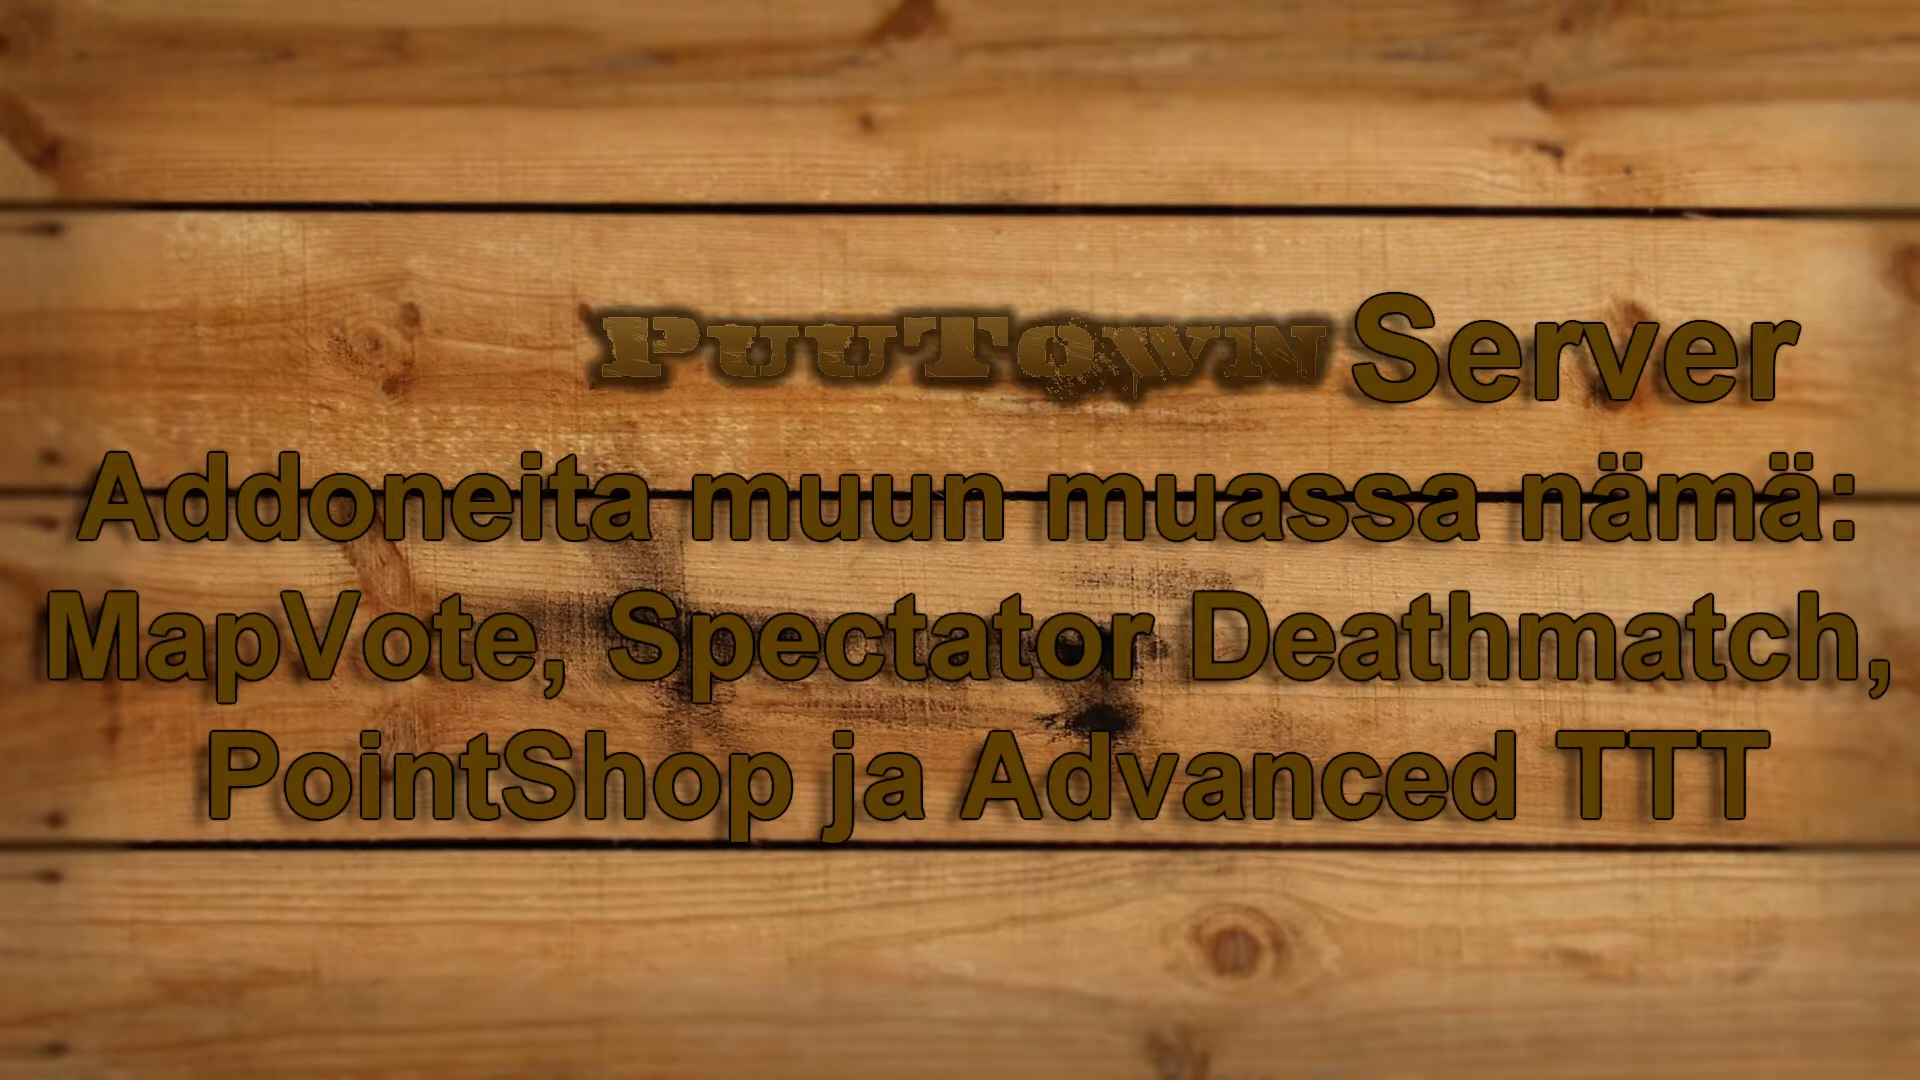 PuuTown Server
Addoneita muun muassa nämä:
MapVote, Spectator Deathmatch,
PointShop ja Advanced TTT